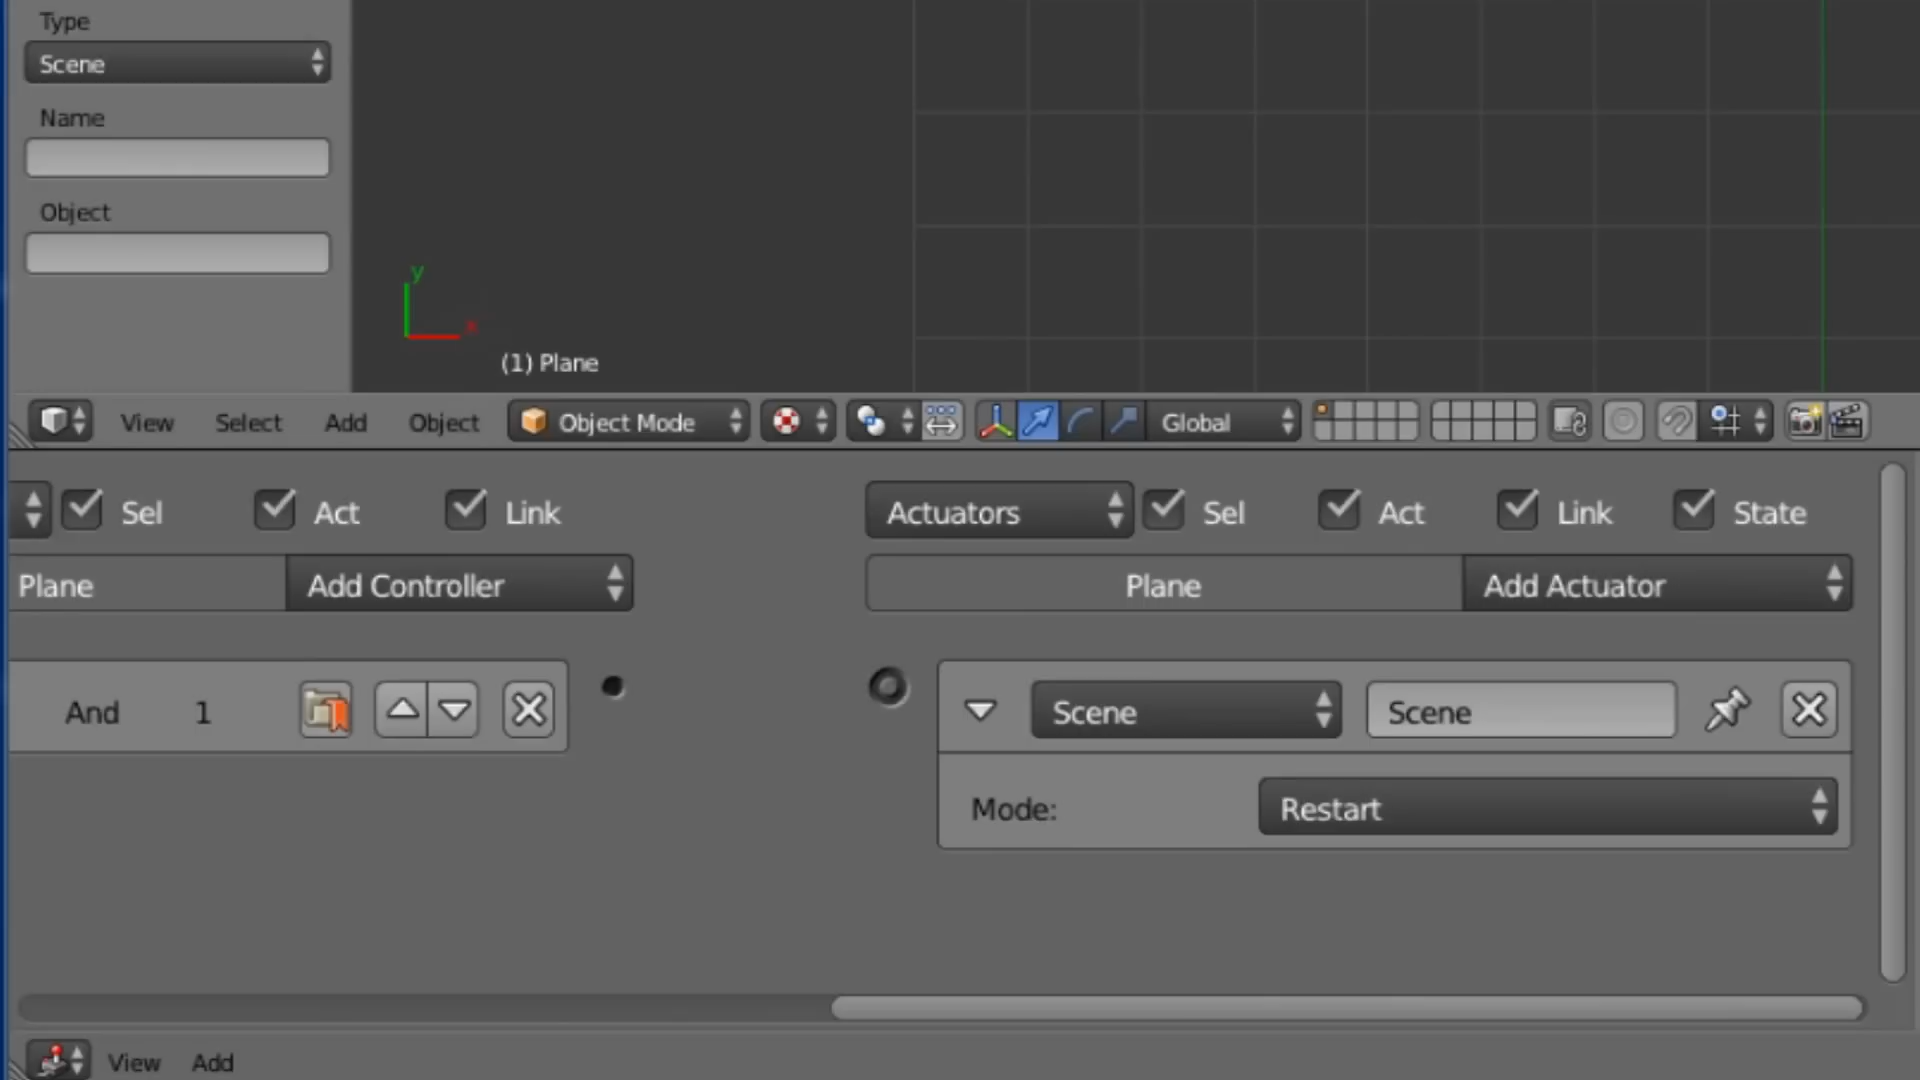 Type
Scene
Name
Object
y
x
(1) Plane
View Select Add Object Object Mode Global
Sel Act Link Actuators Sel Act Link State
Plane Add Controller Plane Add Actuator
And 1 Scene Scene
Mode: Restart
View Add